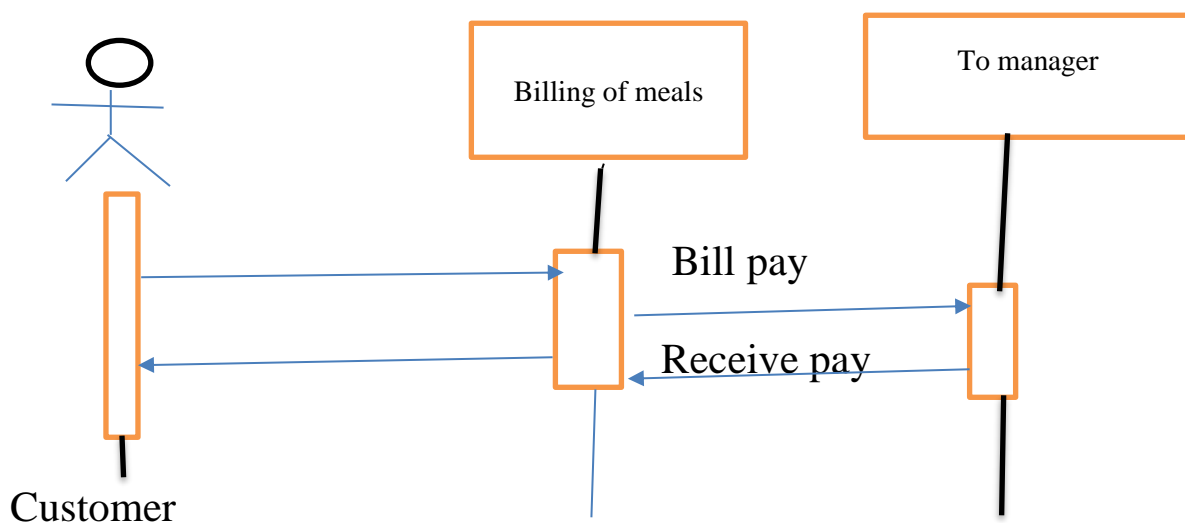 To manager
Billing of meals
Bill pay
Receive pay
Customer